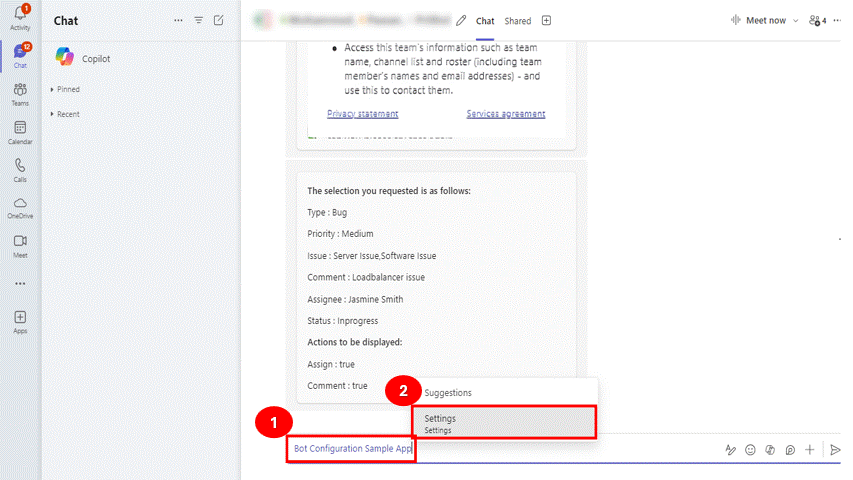 1
Activity
12
Chat
Teams
Calendar
Calls
OneDrive
Meet
Apps
Chat
Copilot
Pinned
Recent
Chat
Shared
Meet now
4
Access this team's information such as team
name, channel list and roster (including team
member's names and email addresses) - and
use this to contact them.
Privacy statement
Services agreement
The selection you requested is as follows:
Type : Bug
Priority : Medium
Issue : Server Issue,Software Issue
Comment : Loadbalancer issue
Assignee : Jasmine Smith
Status : Inprogress
Actions to be displayed:
Assign : true
Comment : true
2
Suggestions
Settings
Settings
1
Bot Configuration Sample App